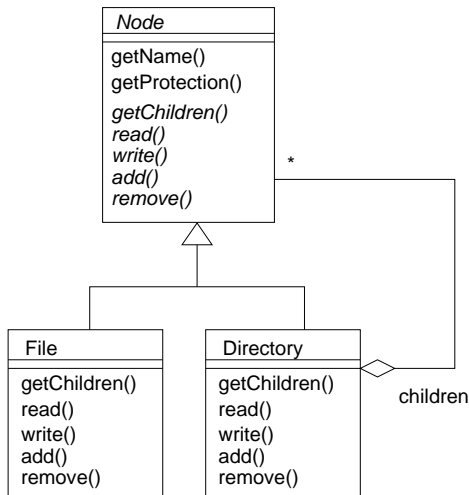 Node
getName()
getProtection()
getChildren()
read()
write()
add()
remove()
*
File
getChildren()
read()
write()
add()
remove()
Directory
getChildren()
read()
write()
add()
remove()
children